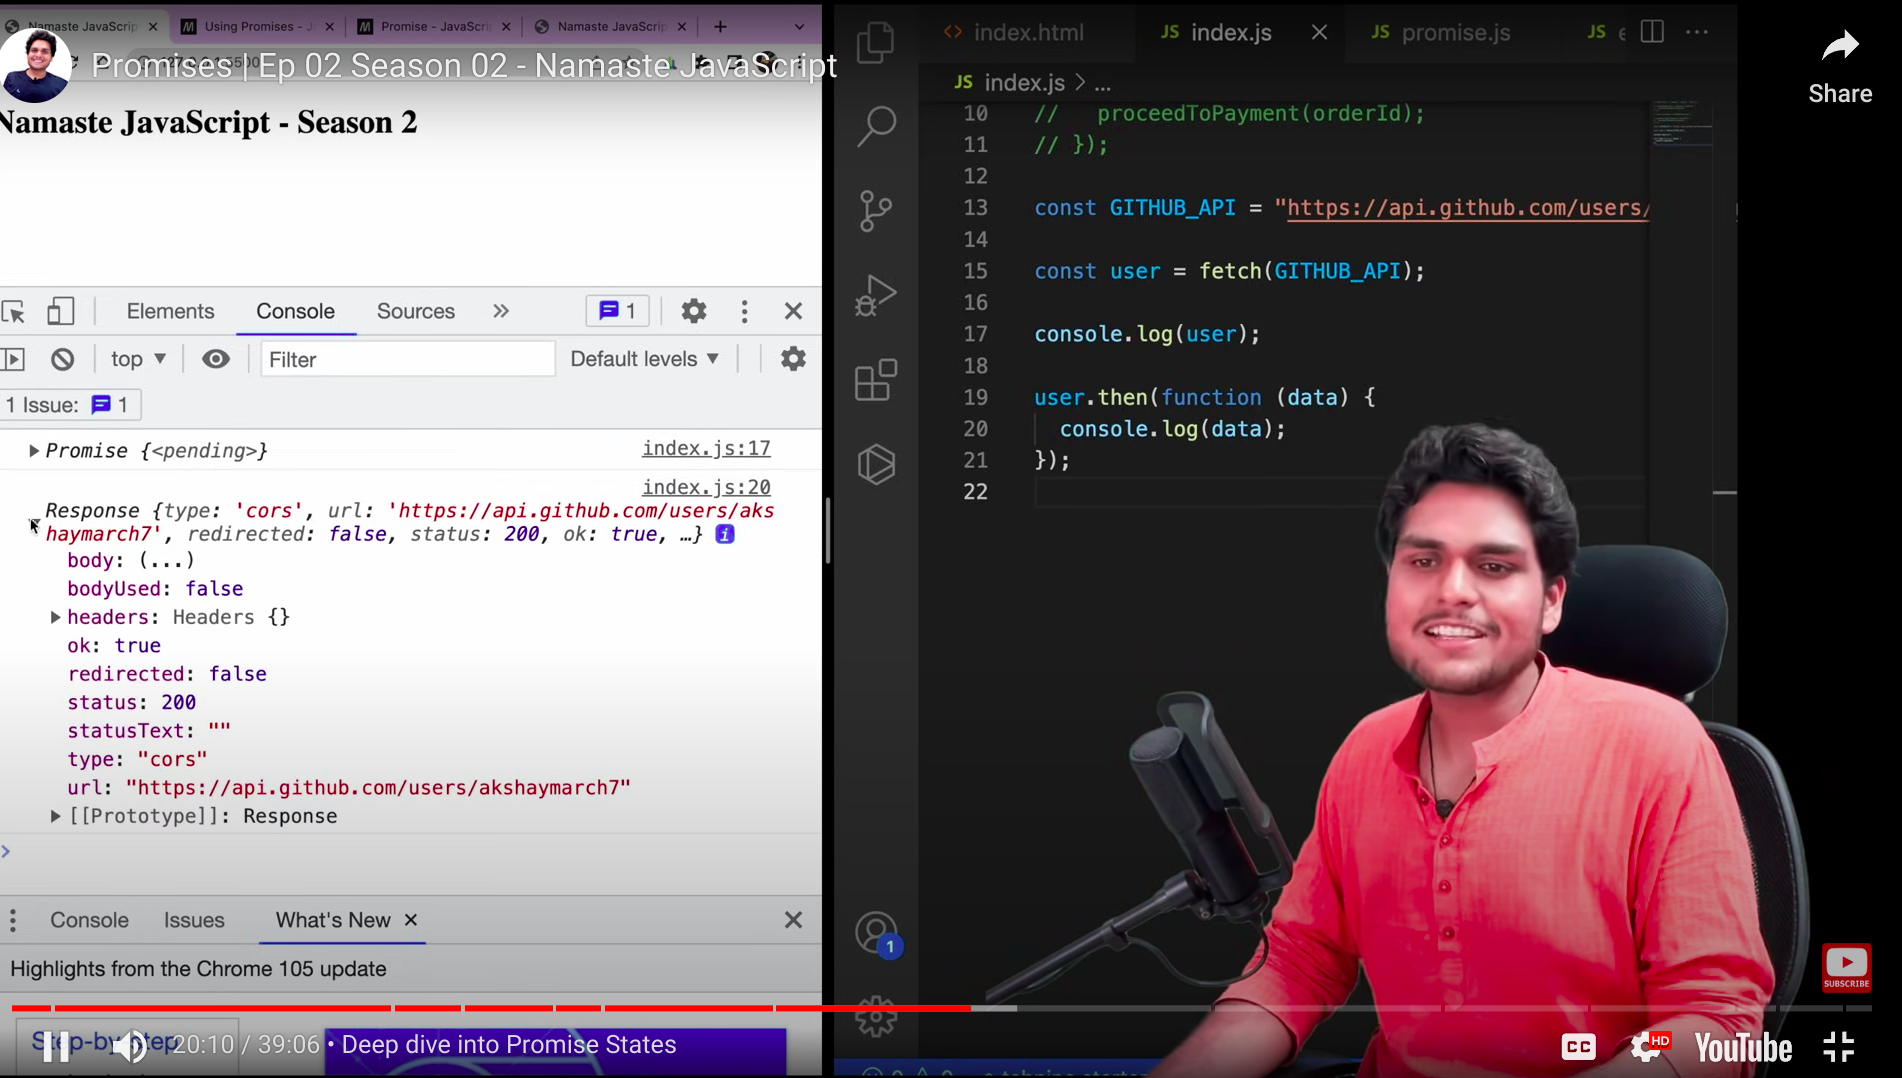 Namaste JavaScrip
Using Promises - J
Promise - JavaScri
Namaste JavaScrip
Promises | Ep 02 Season 02 - Namaste JavaScript
Namaste JavaScript - Season 2
Elements Console Sources » 1
top Filter Default levels
1 Issue: 1
Promise {<pending>} index.js:17
index.js:20
Response {type: 'cors', url: 'https://api.github.com/users/aks
haymarch7', redirected: false, status: 200, ok: true, …} i
body: (...)
bodyUsed: false
headers: Headers {}
ok: true
redirected: false
status: 200
statusText: ""
type: "cors"
url: "https://api.github.com/users/akshaymarch7"
[[Prototype]]: Response
Console Issues What's New
Highlights from the Chrome 105 update
Step-by-step
20:10 / 39:06 • Deep dive into Promise States
index.html JS index.js JS promise.js JS
JS index.js > ...
10 // proceedToPayment(orderId);
11 // });
12
13 const GITHUB_API = "https://api.github.com/users/
14
15 const user = fetch(GITHUB_API);
16
17 console.log(user);
18
19 user.then(function (data) {
20 console.log(data);
21 });
22
1
Share
SUBSCRIBE
CC HD YouTube